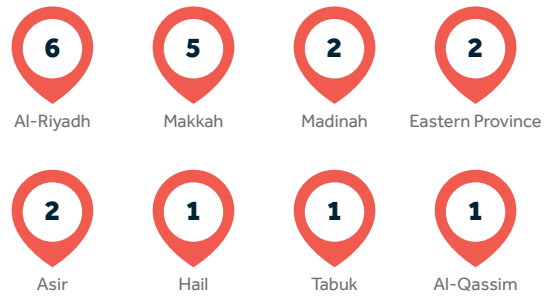 6 5 2 2
Al-Riyadh Makkah Madinah Eastern Province
2 1 1 1
Asir Hail Tabuk Al-Qassim